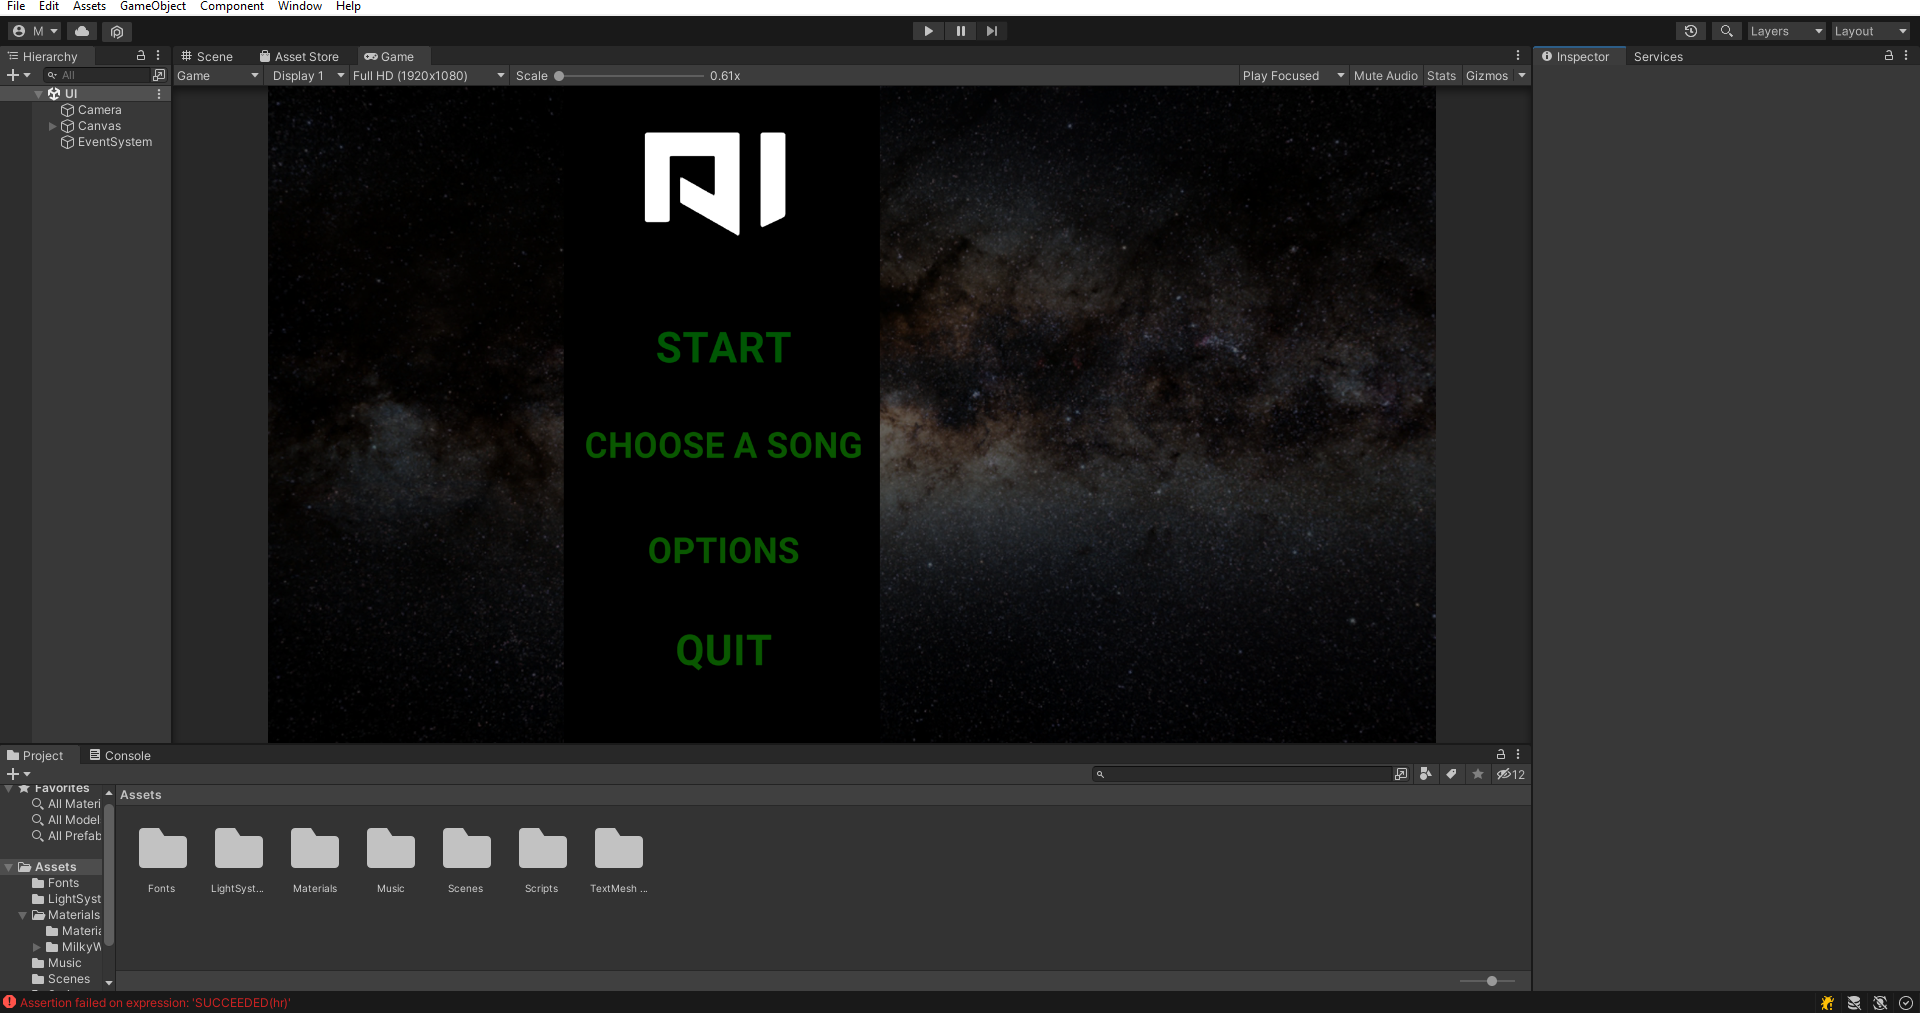 File Edit Assets GameObject Component Window Help
M
Layers Layout
Hierarchy
Scene Asset Store Game
Inspector Services
All
Game Display 1 Full HD (1920x1080) Scale 0.61x Play Focused Mute Audio Stats Gizmos
UI
Camera
Canvas
EventSystem
START
CHOOSE A SONG
OPTIONS
QUIT
Project Console
12
Favorites
All Materi
All Model
All Prefab
Assets
Fonts
LightSyst
Materials
Materia
MilkyW
Music
Scenes
Assets
Fonts LightSyst... Materials Music Scenes Scripts TextMesh ...
Assertion failed on expression: 'SUCCEEDED(hr)'